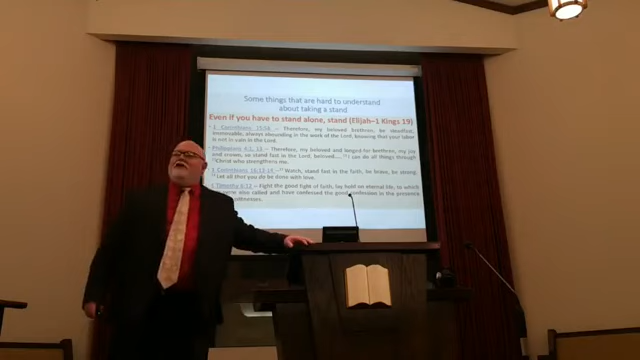 Some things that are hard to understand
about taking a stand
Even if you have to stand alone, stand (Elijah–1 Kings 19)
1 Corinthians 15:58 – Therefore, my beloved brethren, be steadfast,
immovable, always abounding in the work of the Lord, knowing that your labor
is not in vain in the Lord.
Philippians 4:1, 13 – Therefore, my beloved and longed-for brethren, my joy
and crown, so stand fast in the Lord, beloved.... I can do all things through
Christ who strengthens me.
1 Corinthians 16:13-14 – Watch, stand fast in the faith, be brave, be strong.
Let all that you do be done with love.
Timothy 6:12 – Fight the good fight of faith, lay hold on eternal life, to which
were also called and have confessed the good confession in the presence
witnesses.